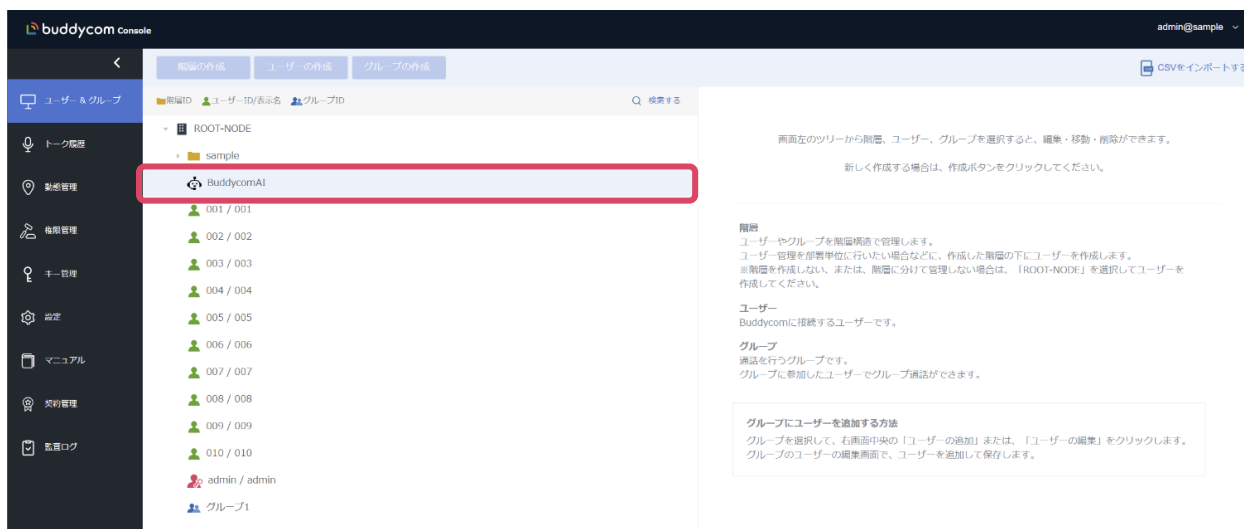 buddycom Console
admin@sample
階層の作成
ユーザーの作成
グループの作成
CSVをインポートする
ユーザー & グループ
トーク履歴
動態管理
権限管理
キー管理
設定
マニュアル
契約管理
監査ログ
階層ID ユーザーID/表示名 グループID
検索する
ROOT-NODE
sample
BuddycomAI
001 / 001
002 / 002
003 / 003
004 / 004
005 / 005
006 / 006
007 / 007
008 / 008
009 / 009
010 / 010
admin / admin
グループ1
画面左のツリーから階層、ユーザー、グループを選択すると、編集・移動・削除ができます。
新しく作成する場合は、作成ボタンをクリックしてください。
階層
ユーザーやグループを階層構造で管理します。
ユーザー管理を部署単位に行いたい場合などに、作成した階層の下にユーザーを作成します。
※階層を作成しない、または、階層に分けて管理しない場合は、「ROOT-NODE」を選択してユーザーを
作成してください。
ユーザー
Buddycomに接続するユーザーです。
グループ
通話を行うグループです。
グループに参加したユーザーでグループ通話ができます。
グループにユーザーを追加する方法
グループを選択して、右画面中央の「ユーザーの追加」または、「ユーザーの編集」をクリックします。
グループのユーザーの編集画面で、ユーザーを追加して保存します。